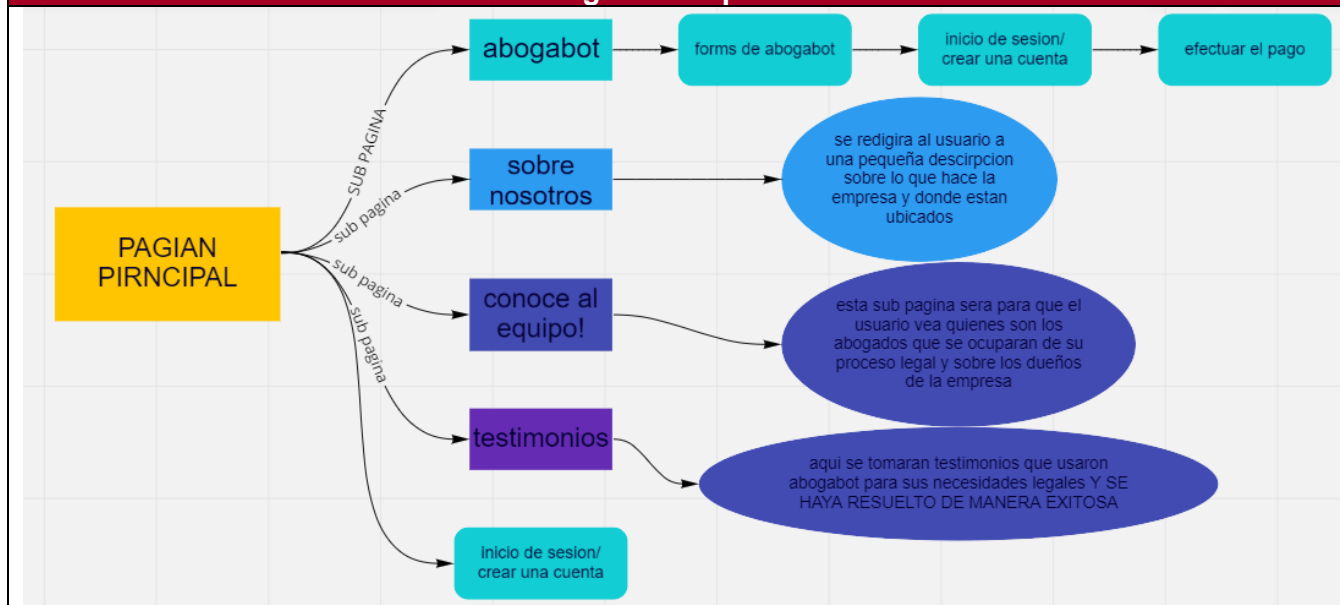 abogabot
forms de abogabot
inicio de sesion/
crear una cuenta
efectuar el pago
SUB PAGINA
sobre
nosotros
se redigira al usuario a
una pequeña descirpcion
sobre lo que hace la
empresa y donde estan
ubicados
sub pagina
PAGIAN
PIRNCIPAL
sub pagina
conoce al
equipo!
esta sub pagina sera para que el
usuario vea quienes son los
abogados que se ocuparan de su
proceso legal y sobre los dueños
de la empresa
sub pagina
testimonios
aqui se tomaran testimonios que usaron
abogabot para sus necesidades legales Y SE
HAYA RESUELTO DE MANERA EXITOSA
inicio de sesion/
crear una cuenta